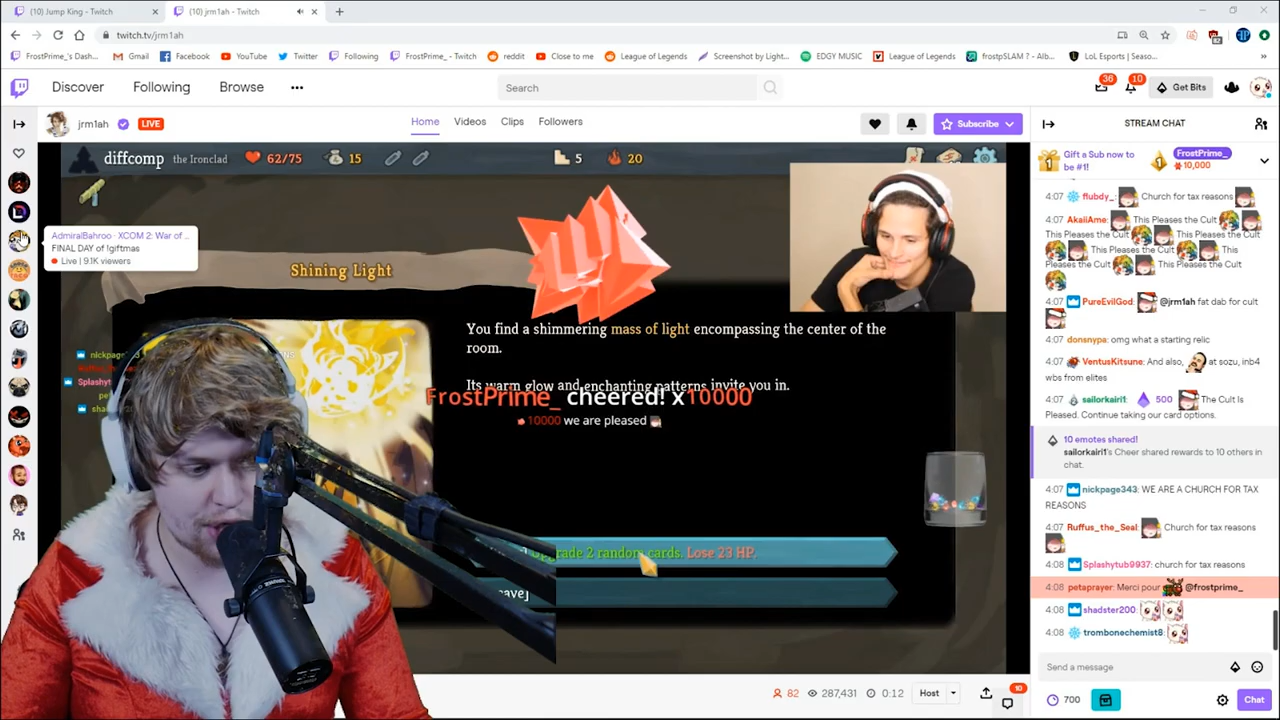 (10) Jump King - Twitch
(10) jrm1ah - Twitch
twitch.tv/jrm1ah
FrostPrime_'s Dash...
Gmail
Facebook
YouTube
Twitter
Following
FrostPrime_ - Twitch
reddit
Close to me
League of Legends
Screenshot by Light...
EDGY MUSIC
League of Legends
frostpSLAM ? - Alb...
LoL Esports (Seaso...
Discover
Following
Browse
Search
36
10
Get Bits
jrm1ah
LIVE
Home
Videos
Clips
Followers
Subscribe
STREAM CHAT
diffcomp the Ironclad
62/75
15
5
20
AdmiralBahroo · XCOM 2: War of ...
FINAL DAY of !giftmas
Live | 9.1K viewers
Shining Light
You find a shimmering mass of light encompassing the center of the
room.
Its warm glow and enchanting patterns invite you in.
FrostPrime_ cheered! x10000
10000 we are pleased
nickpage
Splashyt
Upgrade 2 random cards. Lose 23 HP.
eave]
82
287,431
0:12
Host
10
Gift a Sub now to
be #1!
FrostPrime_
10,000
4:07 flubdy_: Church for tax reasons
4:07 AkaiiAme: This Pleases the Cult
This Pleases the Cult This Pleases the
Cult This Pleases the Cult This
Pleases the Cult This Pleases the Cult
4:07 PureEvilGod: @jrm1ah fat dab for cult
4:07 donsnypa: omg what a starting relic
4:07 VentusKitsune: And also, at sozu, inb4
wbs from elites
4:07 sailorkairi1: 500 The Cult Is
Pleased. Continue taking our card options.
10 emotes shared!
sailorkairi1's Cheer shared rewards to 10 others in
chat.
4:07 nickpage343: WE ARE A CHURCH FOR TAX
REASONS
4:07 Ruffus_the_Seal: Church for tax reasons
4:08 Splashytub9937: church for tax reasons
4:08 petaprayer: Merci pour @frostprime_
4:08 shadster200:
4:08 trombonechemist8:
Send a message
700
Chat